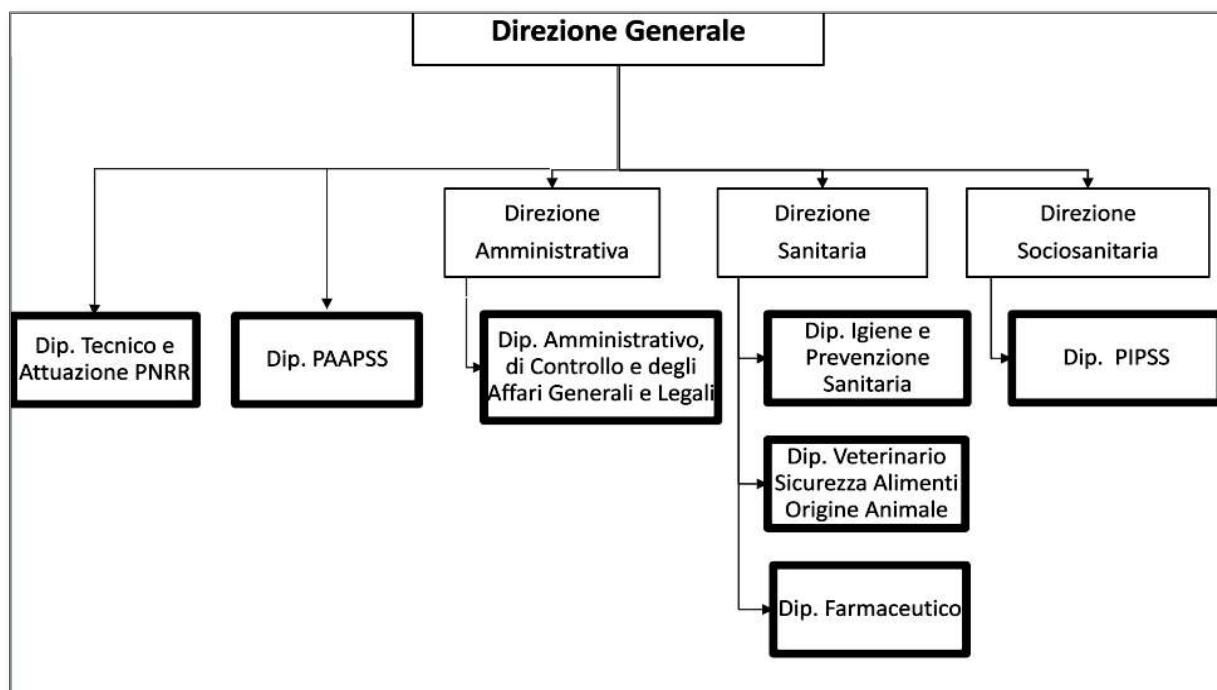 Direzione Generale
Direzione
Amministrativa
Direzione
Sanitaria
Direzione
Sociosanitaria
Dip. Tecnico e
Attuazione PNRR
Dip. PAAPSS
Dip. Amministrativo,
di Controllo e degli
Affari Generali e Legali
Dip. Igiene e
Prevenzione
Sanitaria
Dip. PIPSS
Dip. Veterinario
Sicurezza Alimenti
Origine Animale
Dip. Farmaceutico